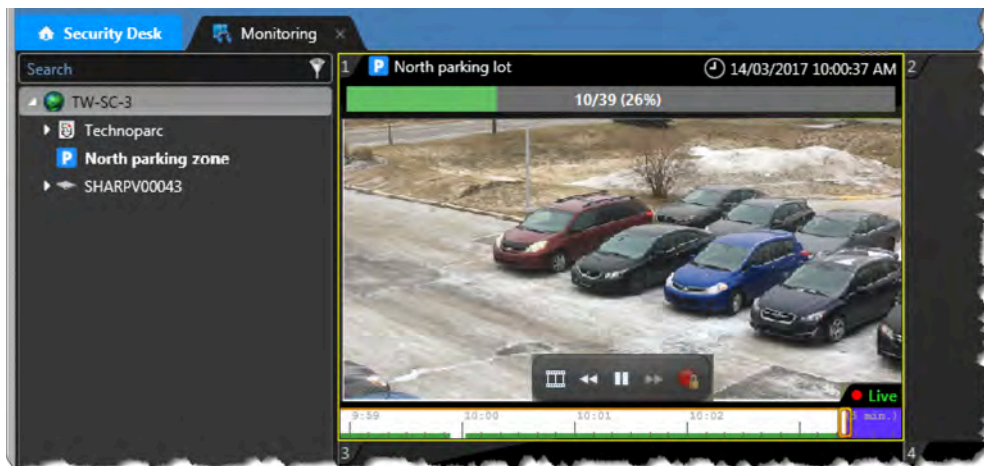 Security Desk
Monitoring
Search
TW-SC-3
Technoparc
P North parking zone
SHARPV00043
1 P North parking lot 14/03/2017 10:00:37 AM 2
10/39 (26%)
Live
9:59 10:00 10:01 10:02 min.)
3 4